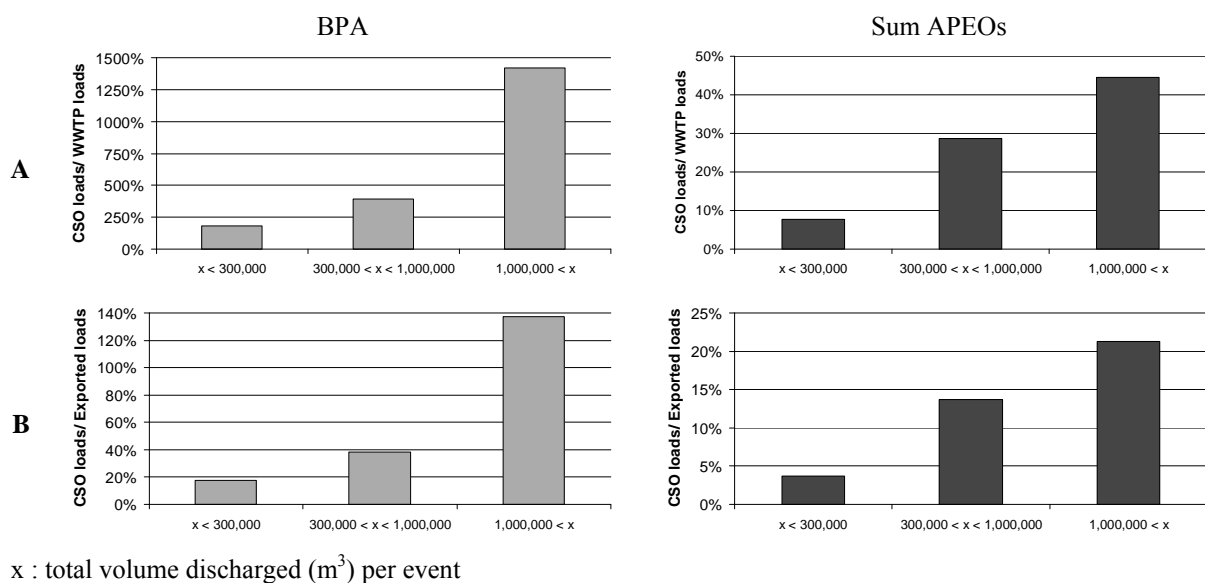 BPA
Sum APEOs
A
CSO loads/ WWTP loads
1500%
1250%
1000%
750%
500%
250%
0%
x < 300,000
300,000 < x < 1,000,000
1,000,000 < x
CSO loads/ WWTP loads
50%
40%
30%
20%
10%
0%
x < 300,000
300,000 < x < 1,000,000
1,000,000 < x
B
CSO loads/ Exported loads
140%
120%
100%
80%
60%
40%
20%
0%
x < 300,000
300,000 < x < 1,000,000
1,000,000 < x
CSO loads/ Exported loads
25%
20%
15%
10%
5%
0%
x < 300,000
300,000 < x < 1,000,000
1,000,000 < x
x : total volume discharged (m³) per event